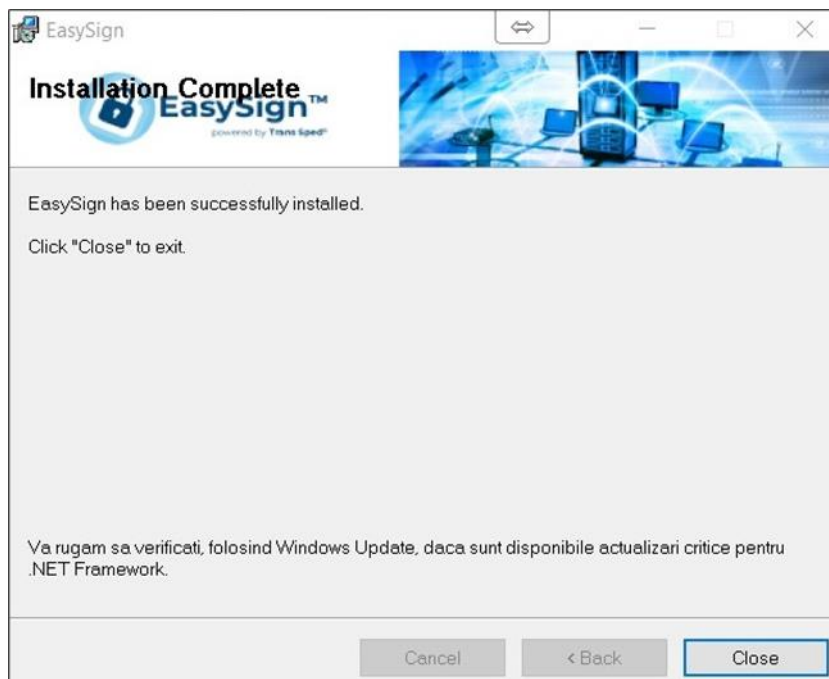 EasySign
Installation Complete
EasySign™
powered by Trans Sped®
EasySign has been successfully installed.
Click "Close" to exit.
Va rugam sa verificati, folosind Windows Update, daca sunt disponibile actualizari critice pentru
.NET Framework.
Cancel
< Back
Close